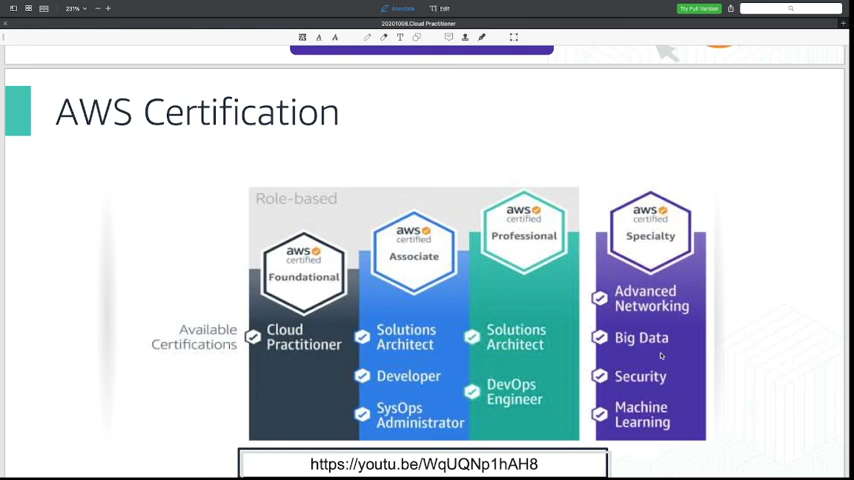 231%
Annotate
Edit
Try Full Version
20201008.Cloud Practitioner
AWS Certification
Role-based
aws
certified
Foundational
aws
certified
Associate
aws
certified
Professional
aws
certified
Specialty
Available
Certifications
Cloud
Practitioner
Solutions
Architect
Developer
SysOps
Administrator
Solutions
Architect
DevOps
Engineer
Advanced
Networking
Big Data
Security
Machine
Learning
https://youtu.be/WqUQNp1hAH8